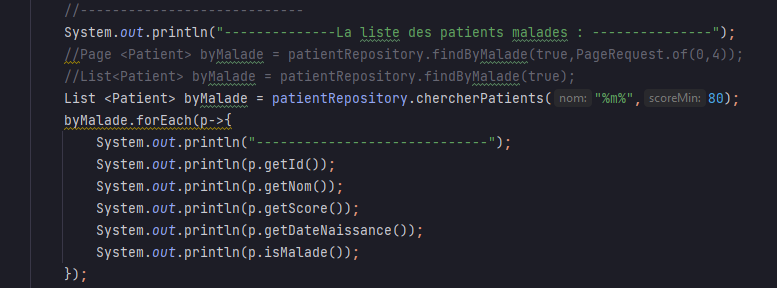 //----------------------------
System.out.println("--------------La liste des patients malades : ---------------");
//Page <Patient> byMalade = patientRepository.findByMalade(true,PageRequest.of(0,4));
//List<Patient> byMalade = patientRepository.findByMalade(true);
List <Patient> byMalade = patientRepository.chercherPatients( nom: "%m%", scoreMin: 80);
byMalade.forEach(p->{
System.out.println("-----------------------------");
System.out.println(p.getId());
System.out.println(p.getNom());
System.out.println(p.getScore());
System.out.println(p.getDateNaissance());
System.out.println(p.isMalade());
});